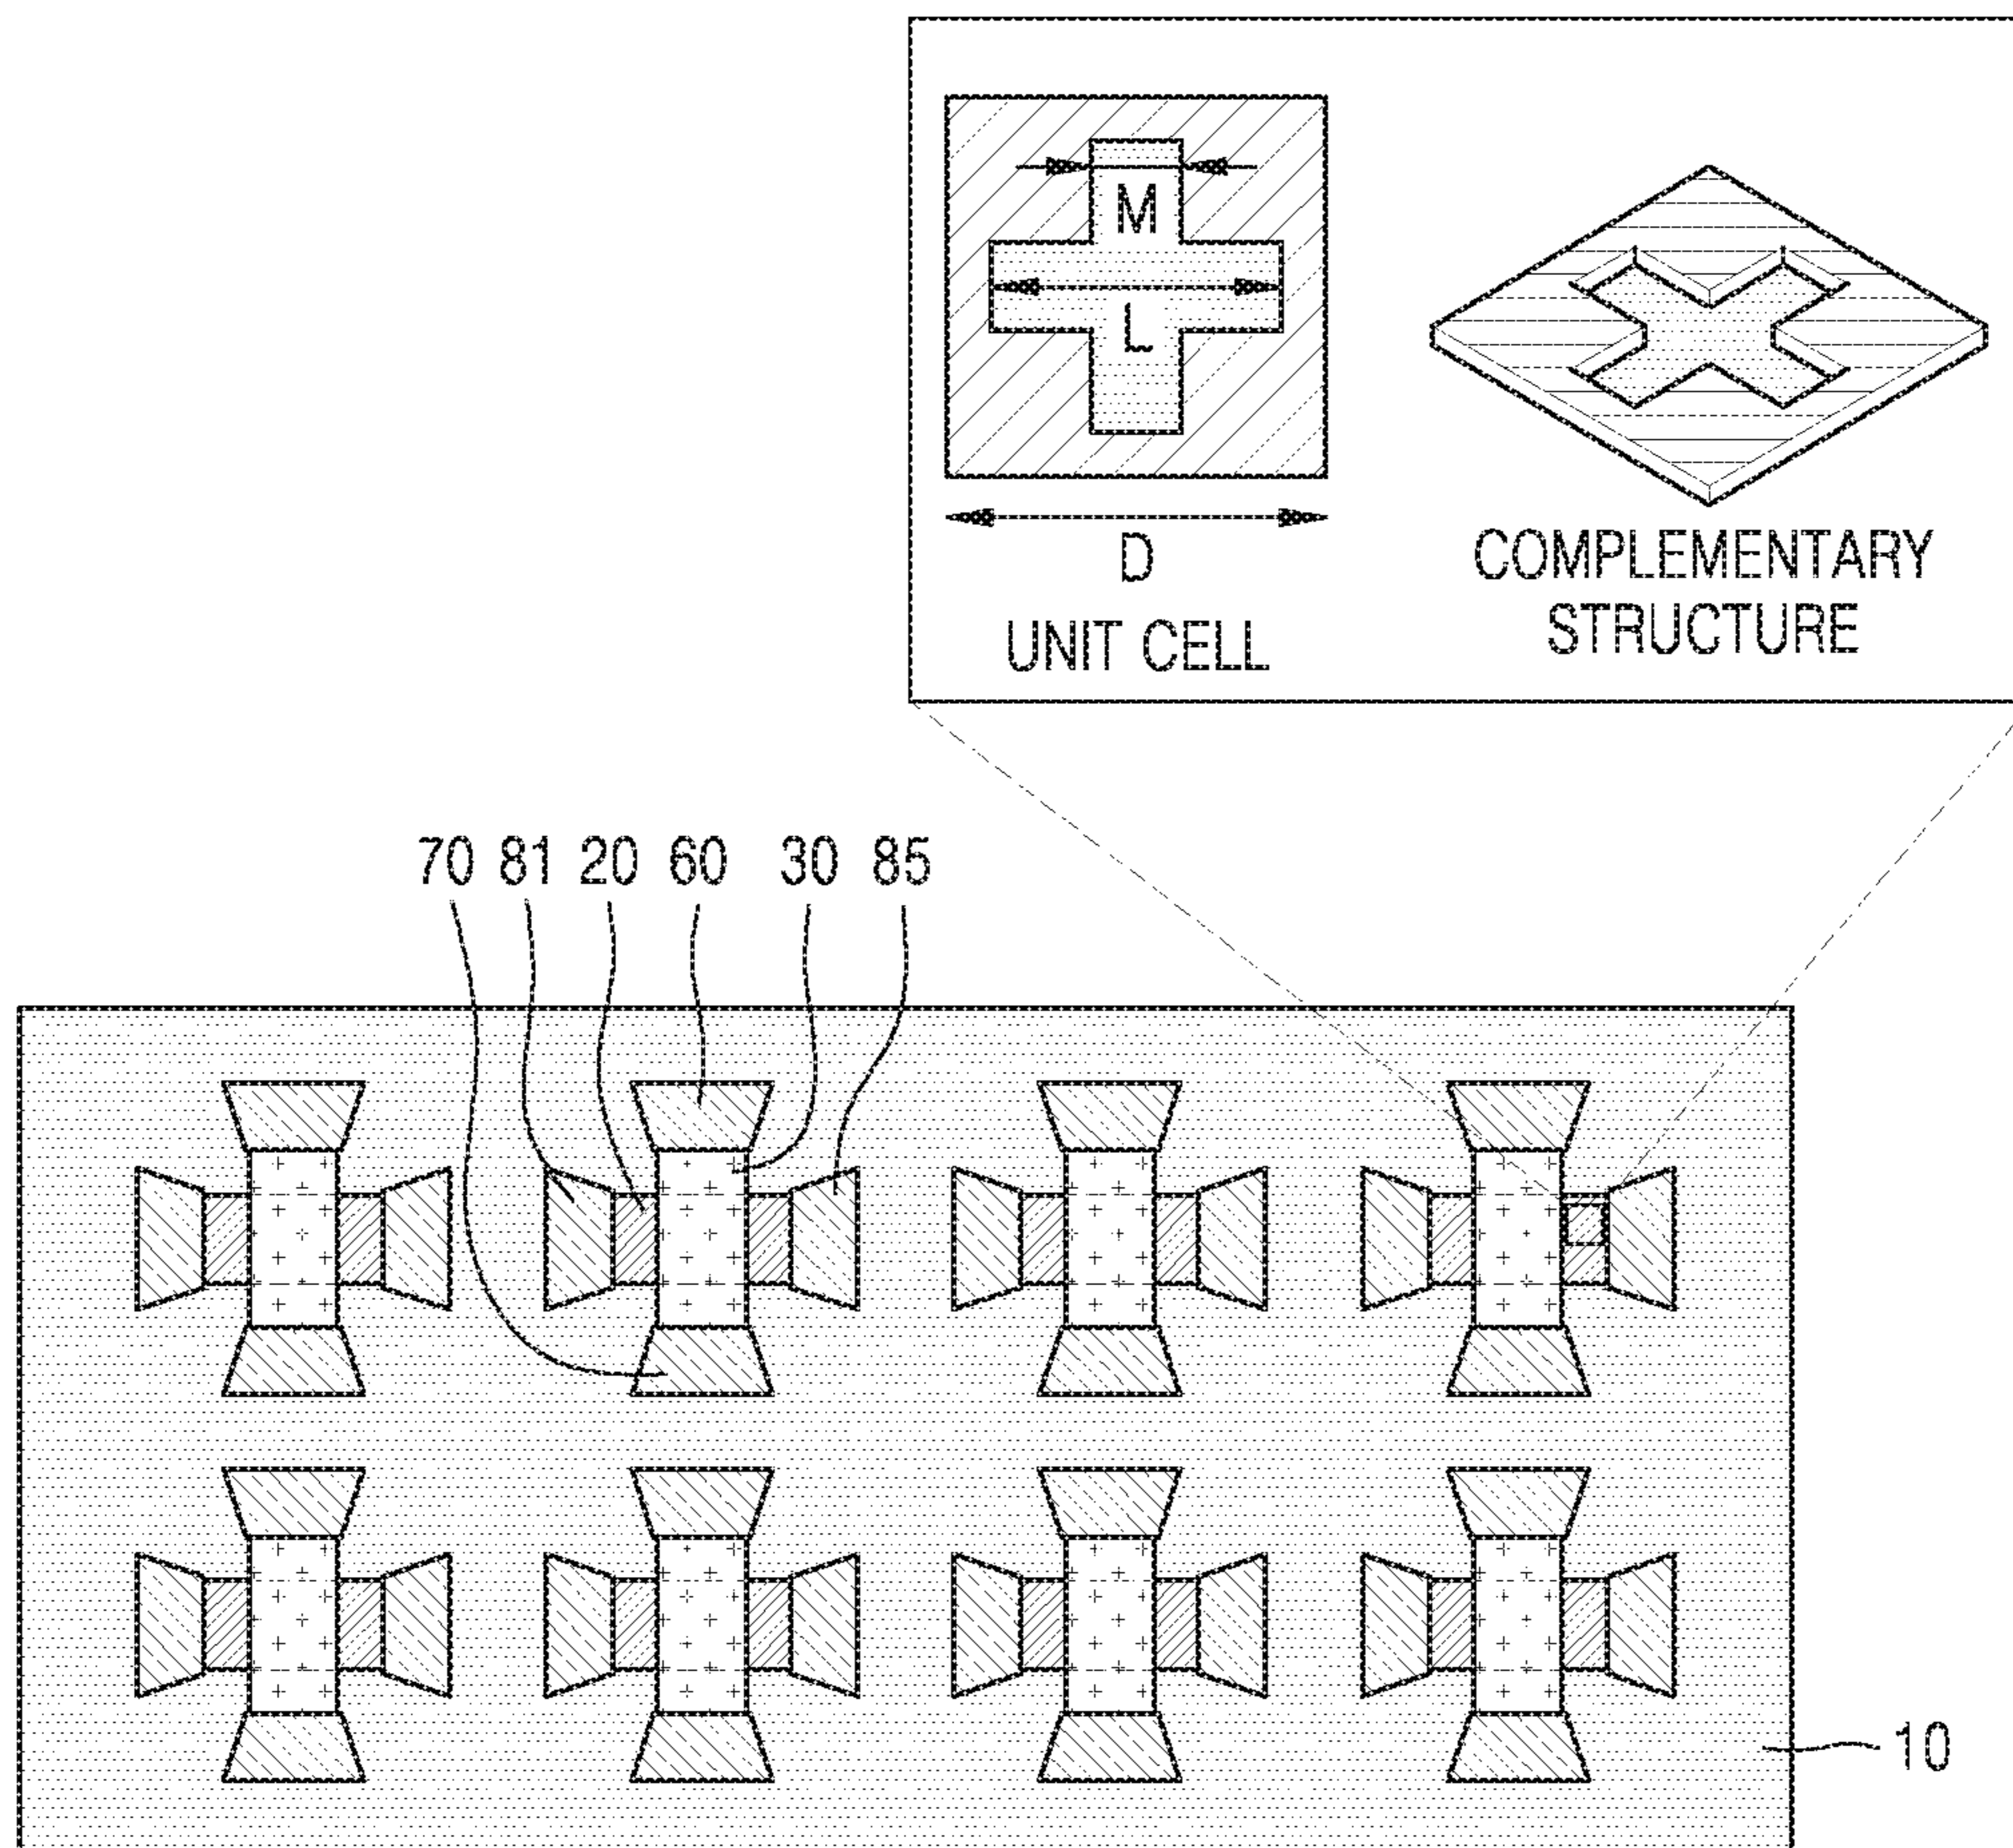 M
L
D
UNIT CELL
COMPLEMENTARY
STRUCTURE
70 81 20 60 30 85
10